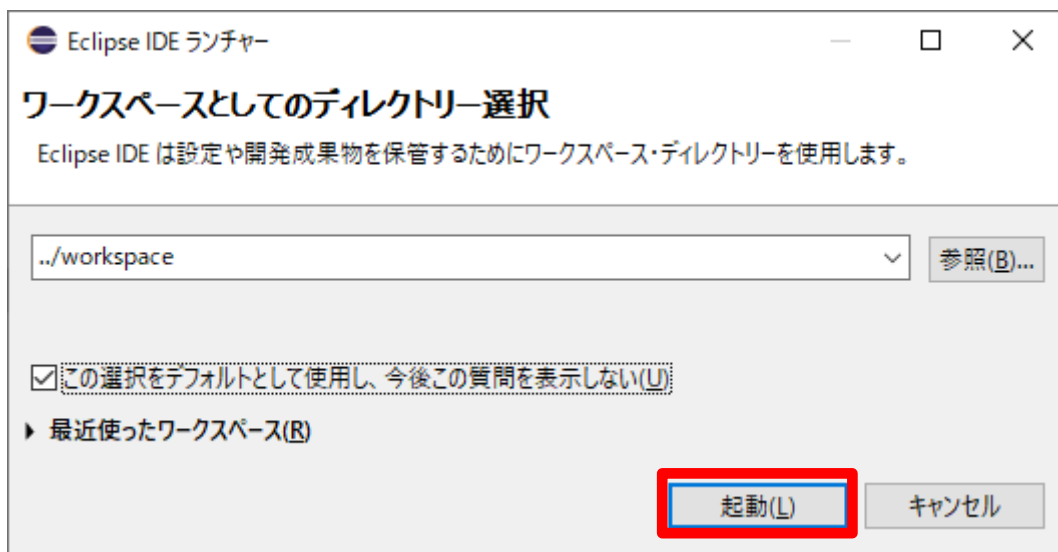 Eclipse IDE ランチャー
ワークスペースとしてのディレクトリー選択
Eclipse IDE は設定や開発成果物を保管するためにワークスペース・ディレクトリーを使用します。
../workspace
参照(B)...
この選択をデフォルトとして使用し、今後この質問を表示しない(U)
最近使ったワークスペース(R)
起動(L)
キャンセル